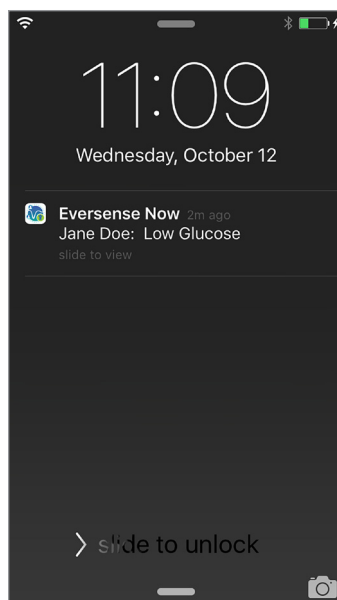 11:09
Wednesday, October 12
Eversense Now 2m ago
Jane Doe: Low Glucose
slide to view
slide to unlock